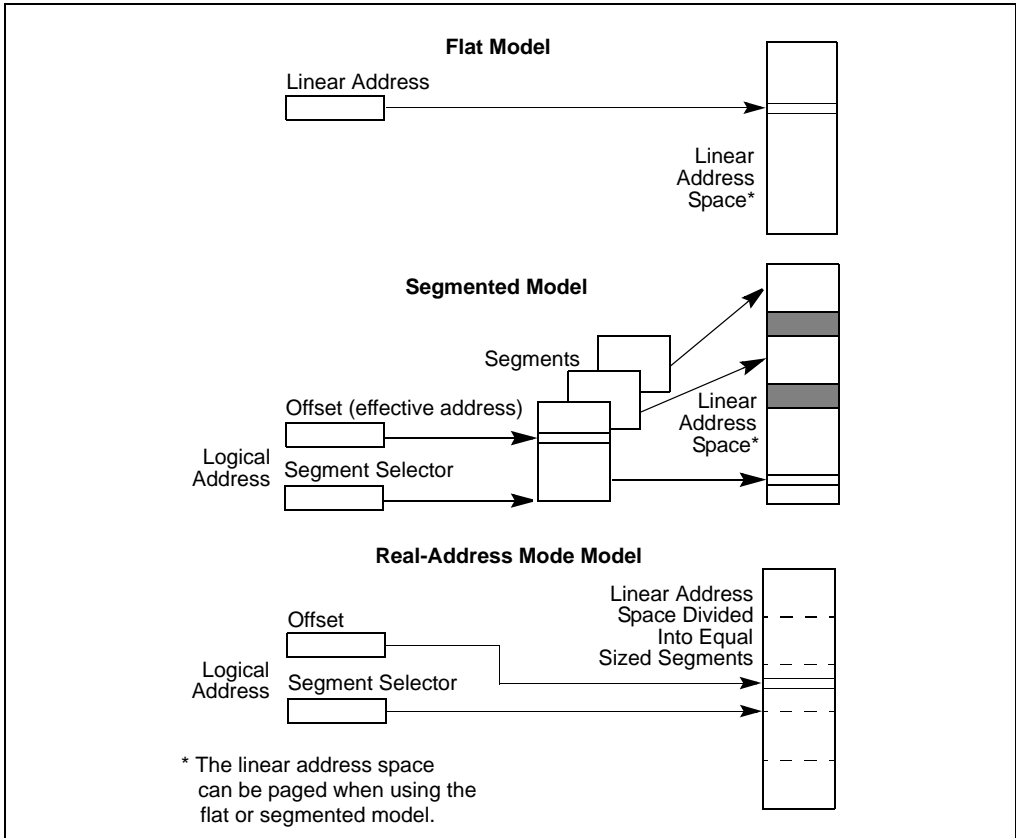 Flat Model
Linear Address
Linear
Address
Space*
Segmented Model
Segments
Offset (effective address)
Logical
Address
Segment Selector
Linear
Address
Space*
Real-Address Mode Model
Offset
Logical
Address
Segment Selector
Linear Address
Space Divided
Into Equal
Sized Segments
* The linear address space
can be paged when using the
flat or segmented model.